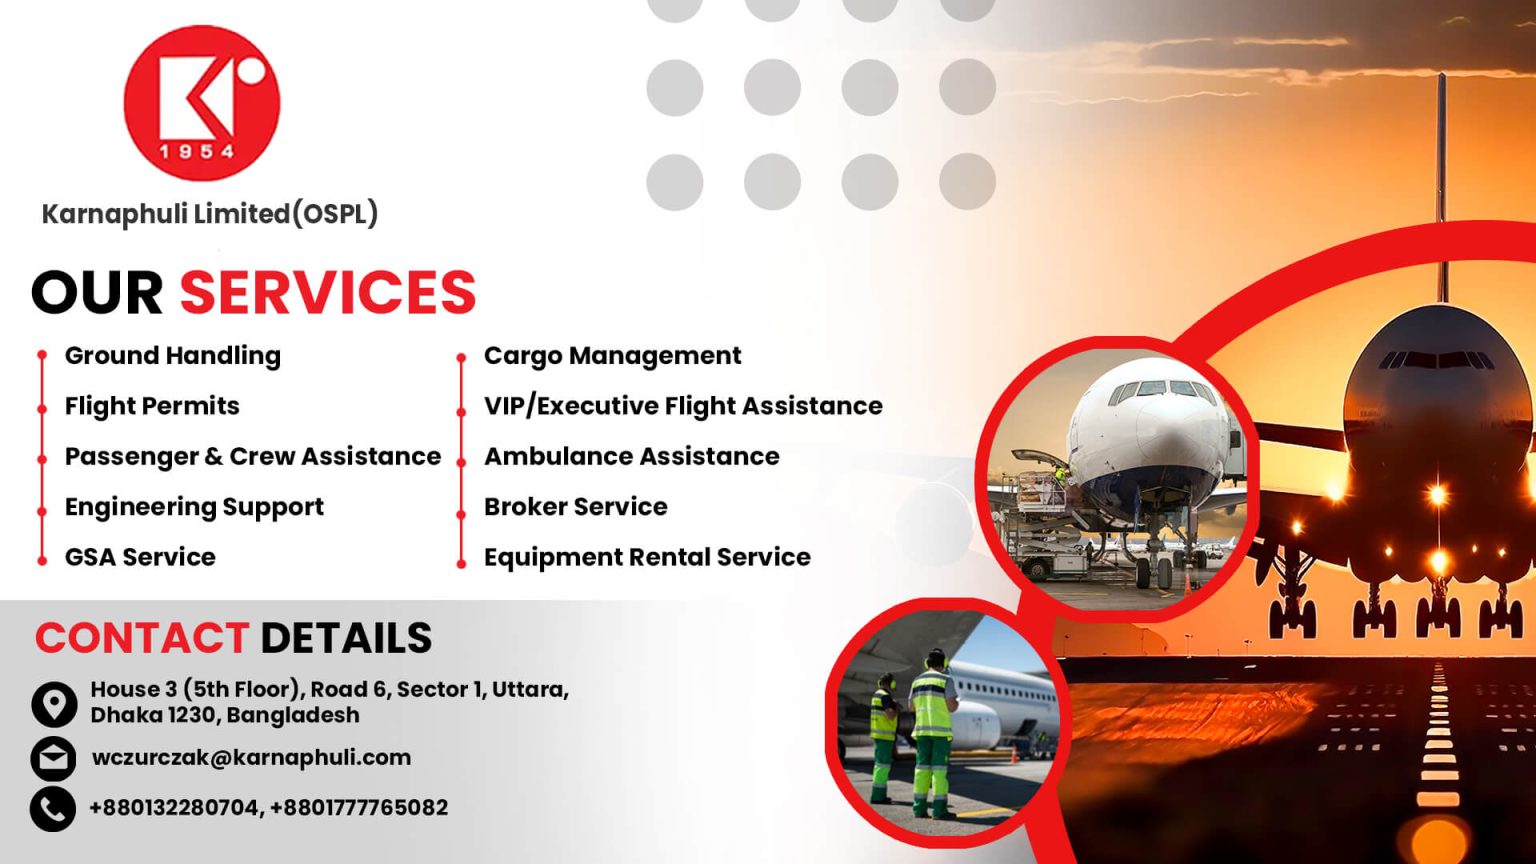 K
1954
Karnaphuli Limited(OSPL)
OUR SERVICES
Ground Handling
Flight Permits
Passenger & Crew Assistance
Engineering Support
GSA Service
Cargo Management
VIP/Executive Flight Assistance
Ambulance Assistance
Broker Service
Equipment Rental Service
CONTACT DETAILS
House 3 (5th Floor), Road 6, Sector 1, Uttara,
Dhaka 1230, Bangladesh
wczurczak@karnaphuli.com
+880132280704, +8801777765082